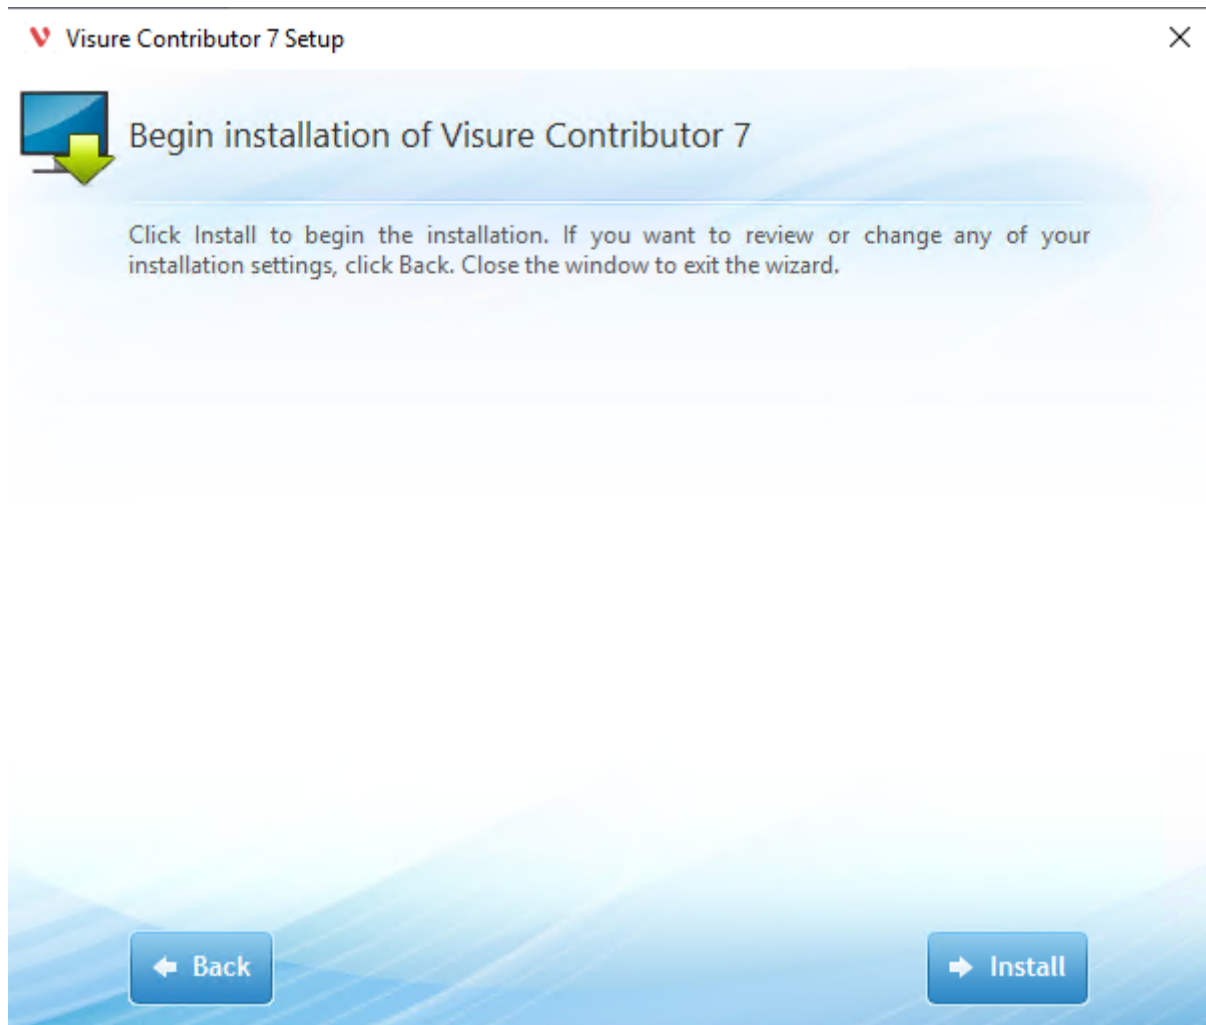 Visure Contributor 7 Setup
Begin installation of Visure Contributor 7
Click Install to begin the installation. If you want to review or change any of your
installation settings, click Back. Close the window to exit the wizard.
Back
Install